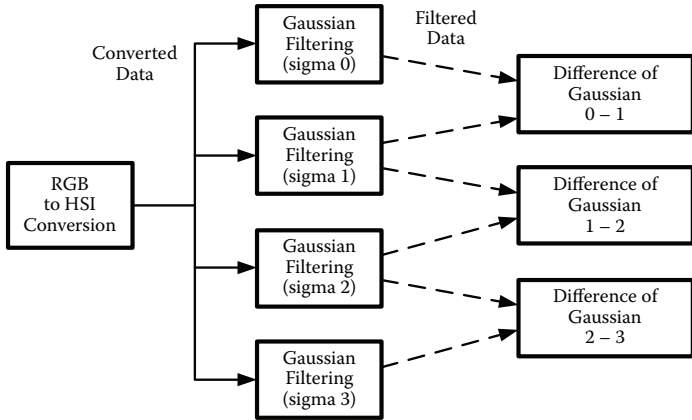 Converted
Data
Filtered
Data
RGB
to HSI
Conversion
Gaussian
Filtering
(sigma 0)
Gaussian
Filtering
(sigma 1)
Gaussian
Filtering
(sigma 2)
Gaussian
Filtering
(sigma 3)
Difference of
Gaussian
0 – 1
Difference of
Gaussian
1 – 2
Difference of
Gaussian
2 – 3